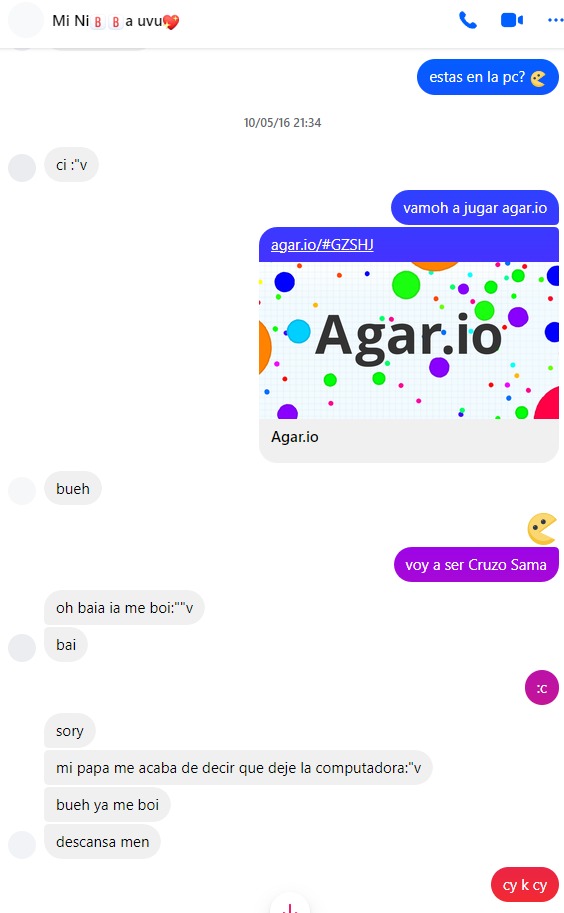 Mi Ni🅱🅱a uvu💖
estas en la pc?
10/05/16 21:34
ci :"v
vamoh a jugar agar.io
agar.io/#GZSHJ
Agar.io
Agar.io
bueh
voy a ser Cruzo Sama
oh baia ia me boi:""v
bai
:c
sory
mi papa me acaba de decir que deje la computadora:"v
bueh ya me boi
descansa men
cy k cy